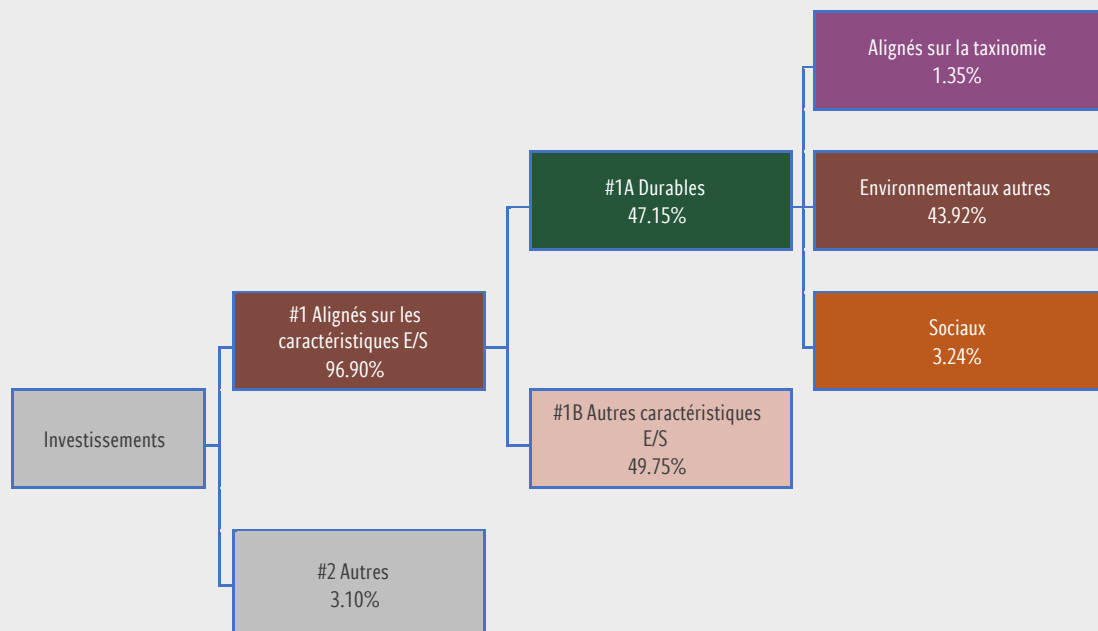 Alignés sur la taxinomie
1.35%
#1A Durables
47.15%
Environnementaux autres
43.92%
#1 Alignés sur les
caractéristiques E/S
96.90%
Sociaux
3.24%
Investissements
#1B Autres caractéristiques
E/S
49.75%
#2 Autres
3.10%